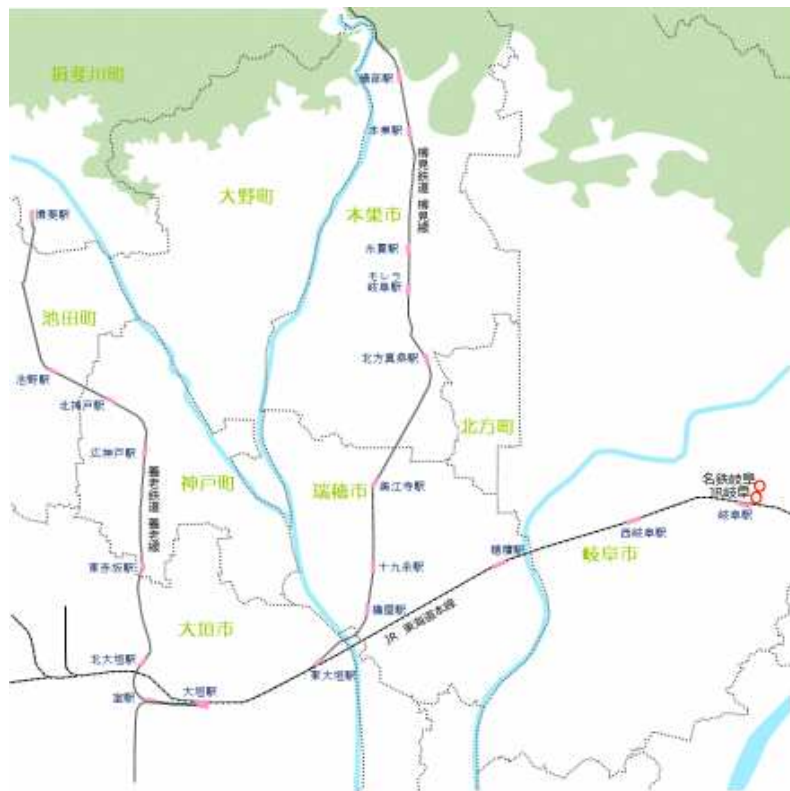 揖斐川町
糸貫駅
本巣駅
樽見鉄道 樽見線
大野町
本巣市
揖斐駅
モレラ
岐阜駅
池田町
北方真桑駅
池野駅
北神戸駅
北方町
広神戸駅
養老鉄道 養老線
神戸町
瑞穂市
美江寺駅
名鉄岐阜
JR岐阜
岐阜駅
西岐阜駅
穂積駅
岐阜市
東赤坂駅
十九条駅
横屋駅
JR 東海道本線
大垣市
北大垣駅
東大垣駅
大垣駅
室駅